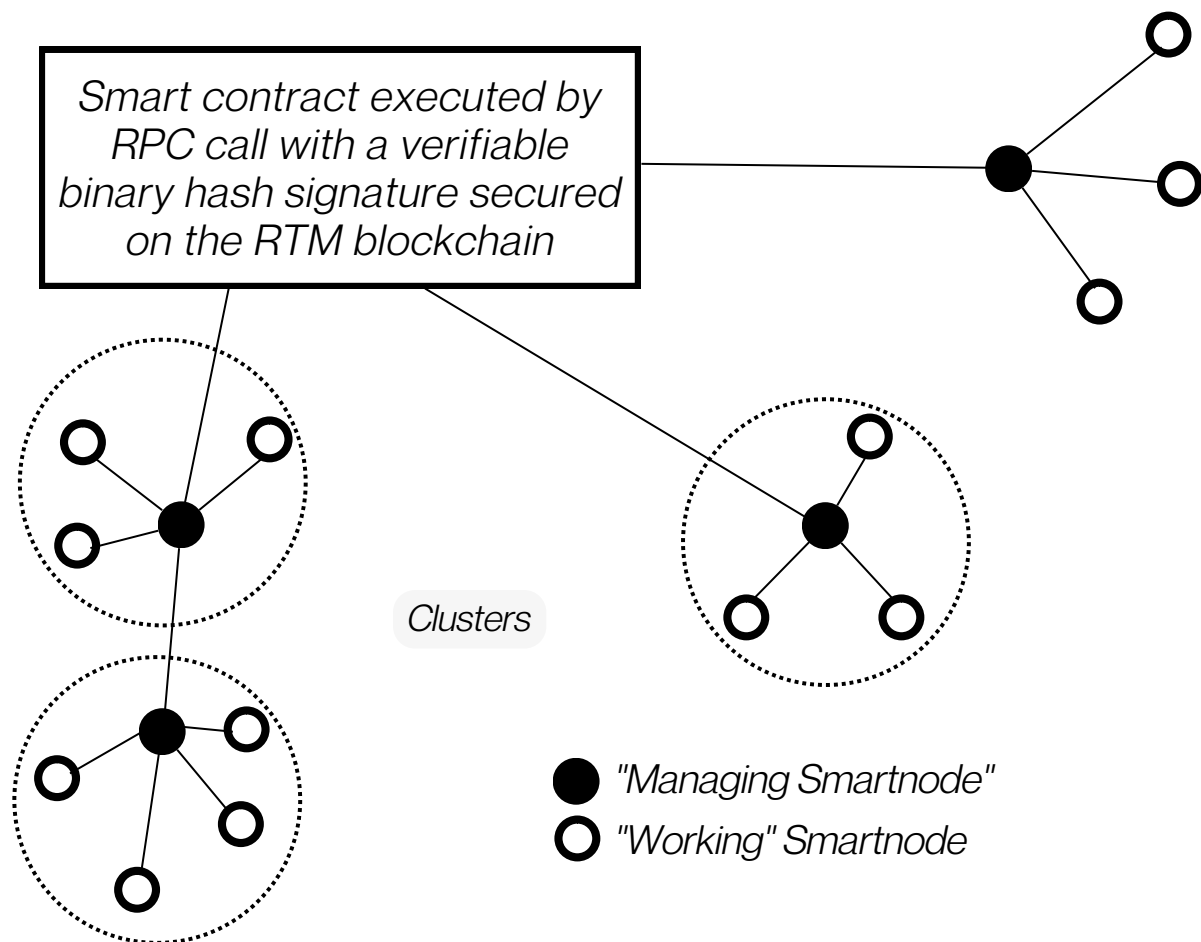 Smart contract executed by
RPC call with a verifiable
binary hash signature secured
on the RTM blockchain
Clusters
"Managing Smartnode"
"Working" Smartnode